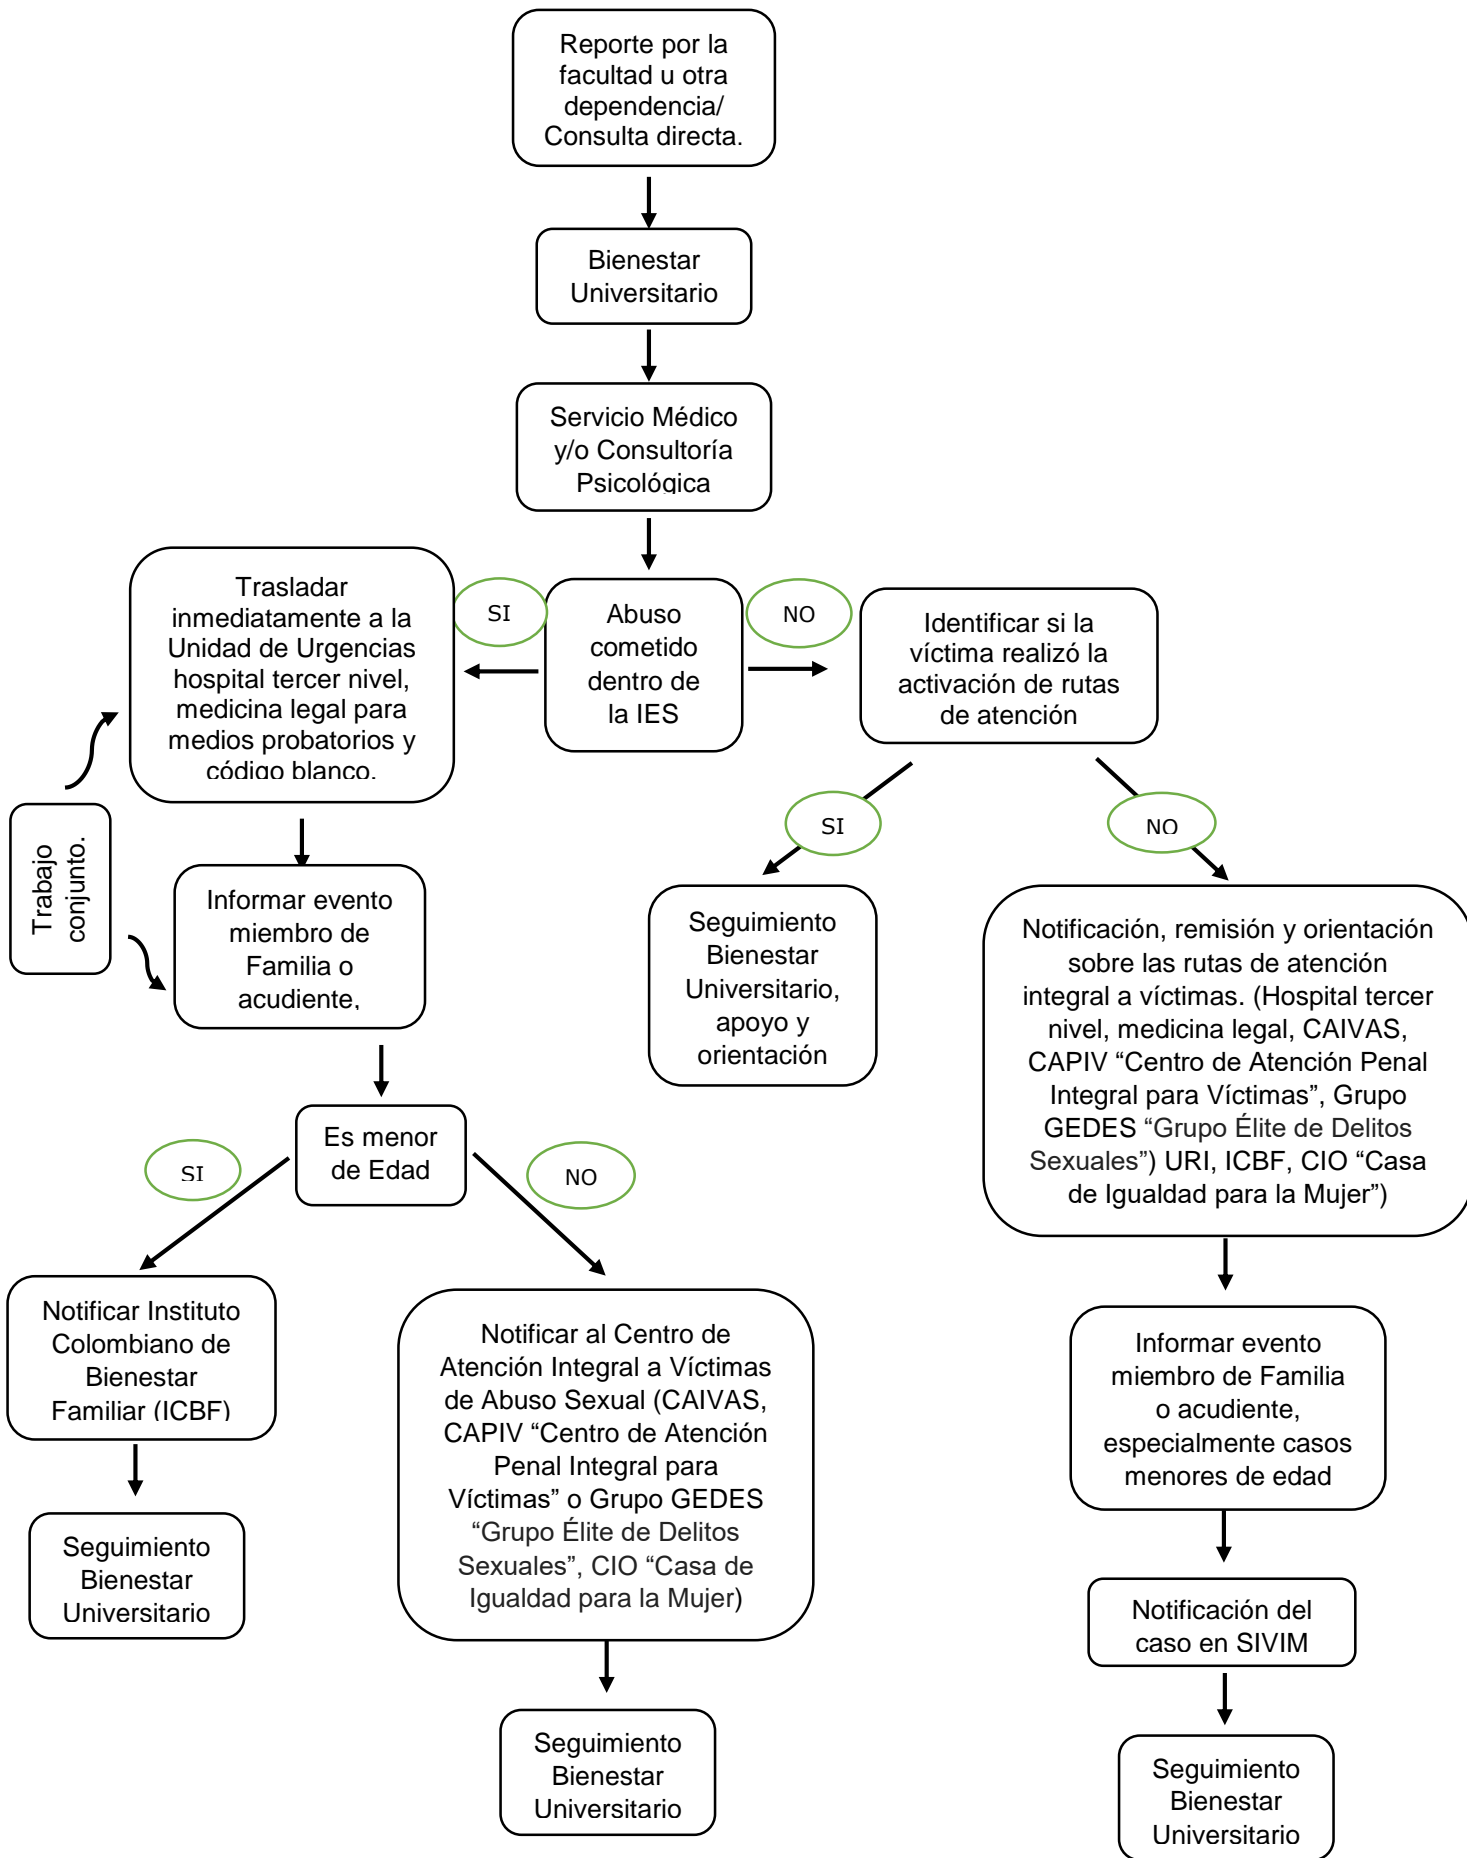 Reporte por la
facultad u otra
dependencia/
Consulta directa.
Bienestar
Universitario
Servicio Médico
y/o Consultoría
Psicológica
Trasladar
inmediatamente a la
Unidad de Urgencias
hospital tercer nivel,
medicina legal para
medios probatorios y
código blanco.
SI
Abuso
cometido
dentro de
la IES
NO
Identificar si la
víctima realizó la
activación de rutas
de atención
Trabajo
conjunto.
SI
NO
Informar evento
miembro de
Familia o
acudiente,
Seguimiento
Bienestar
Universitario,
apoyo y
orientación
Notificación, remisión y orientación
sobre las rutas de atención
integral a víctimas. (Hospital tercer
nivel, medicina legal, CAIVAS,
CAPIV “Centro de Atención Penal
Integral para Víctimas”, Grupo
GEDES “Grupo Élite de Delitos
Sexuales”) URI, ICBF, CIO “Casa
de Igualdad para la Mujer”)
SI
Es menor
de Edad
NO
Notificar Instituto
Colombiano de
Bienestar
Familiar (ICBF)
Notificar al Centro de
Atención Integral a Víctimas
de Abuso Sexual (CAIVAS,
CAPIV “Centro de Atención
Penal Integral para
Víctimas” o Grupo GEDES
“Grupo Élite de Delitos
Sexuales”, CIO “Casa de
Igualdad para la Mujer)
Informar evento
miembro de Familia
o acudiente,
especialmente casos
menores de edad
Seguimiento
Bienestar
Universitario
Notificación del
caso en SIVIM
Seguimiento
Bienestar
Universitario
Seguimiento
Bienestar
Universitario